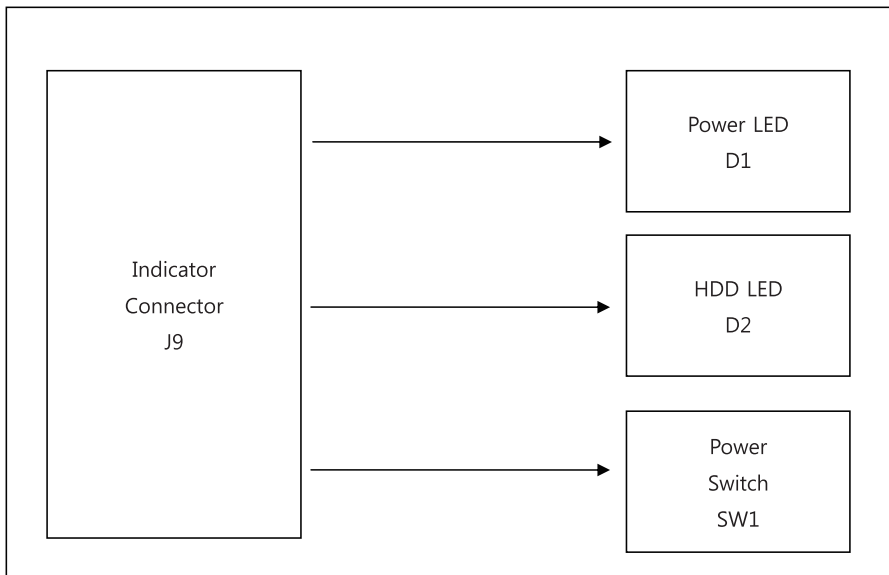 Indicator
Connector
J9
Power LED
D1
HDD LED
D2
Power
Switch
SW1